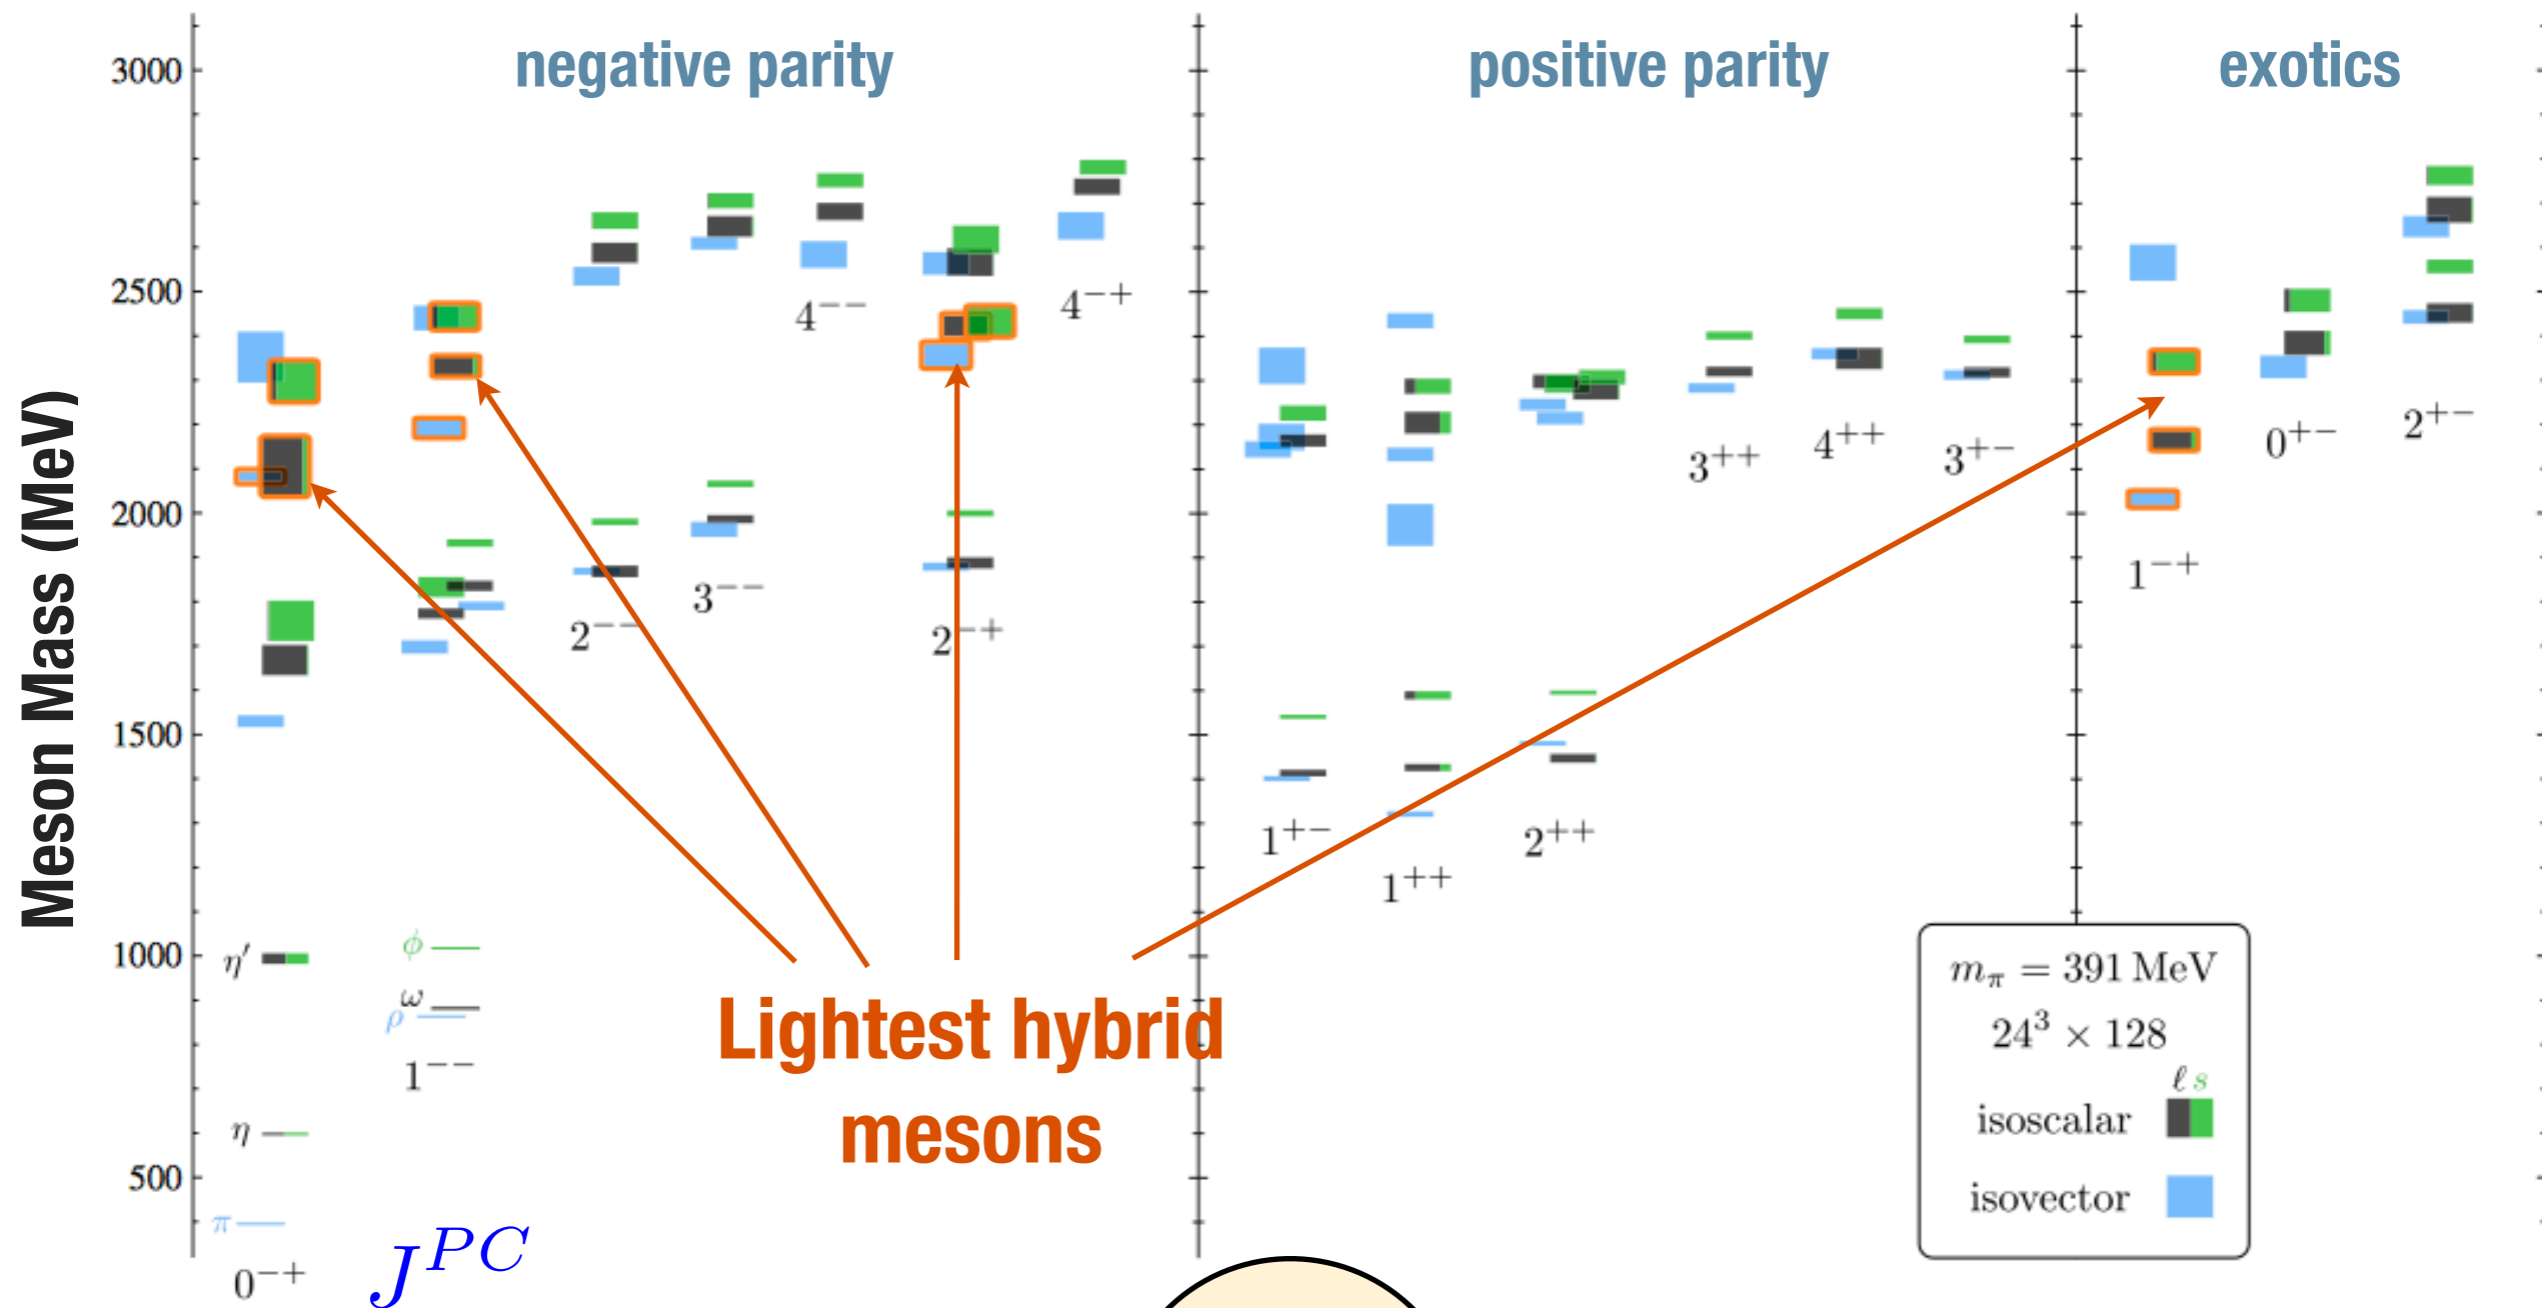 negative parity
positive parity
exotics
Meson Mass (MeV)
3000
2500
2000
1500
1000
500
4⁻⁻
4⁻⁺
2⁻⁻
3⁻⁻
2⁻⁺
3⁺⁺
4⁺⁺
3⁺⁻
0⁺⁻
2⁺⁻
1⁻⁺
1⁺⁻
1⁺⁺
2⁺⁺
η′
ϕ
ω
ρ
1⁻⁻
η
π
0⁻⁺
J^{PC}
Lightest hybrid
mesons
m_π = 391 MeV
24³ × 128
ℓ s
isoscalar
isovector